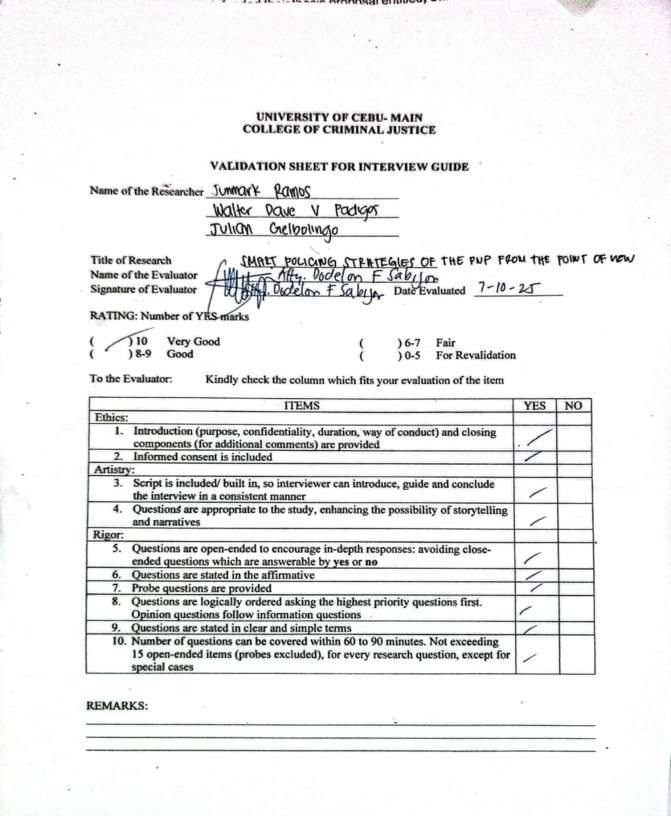 UNIVERSITY OF CEBU- MAIN
COLLEGE OF CRIMINAL JUSTICE
VALIDATION SHEET FOR INTERVIEW GUIDE
Name of the Researcher Junmark Ramos
Walter Dave V Padigos
Julian Gelbolingo
Title of Research SMART POLICING STRATEGIES OF THE PNP FROM THE POINT OF VIEW
Name of the Evaluator Atty. Dodelon F Sabijon
Signature of Evaluator Dodelon F Sabijon Date Evaluated 7-10-25
RATING: Number of YES marks
( ) 10 Very Good ( ) 6-7 Fair
( ) 8-9 Good ( ) 0-5 For Revalidation
To the Evaluator: Kindly check the column which fits your evaluation of the item
ITEMS YES NO
Ethics:
1. Introduction (purpose, confidentiality, duration, way of conduct) and closing
components (for additional comments) are provided
2. Informed consent is included
Artistry:
3. Script is included/ built in, so interviewer can introduce, guide and conclude
the interview in a consistent manner
4. Questions are appropriate to the study, enhancing the possibility of storytelling
and narratives
Rigor:
5. Questions are open-ended to encourage in-depth responses: avoiding close-
ended questions which are answerable by yes or no
6. Questions are stated in the affirmative
7. Probe questions are provided
8. Questions are logically ordered asking the highest priority questions first.
Opinion questions follow information questions
9. Questions are stated in clear and simple terms
10. Number of questions can be covered within 60 to 90 minutes. Not exceeding
15 open-ended items (probes excluded), for every research question, except for
special cases
REMARKS: